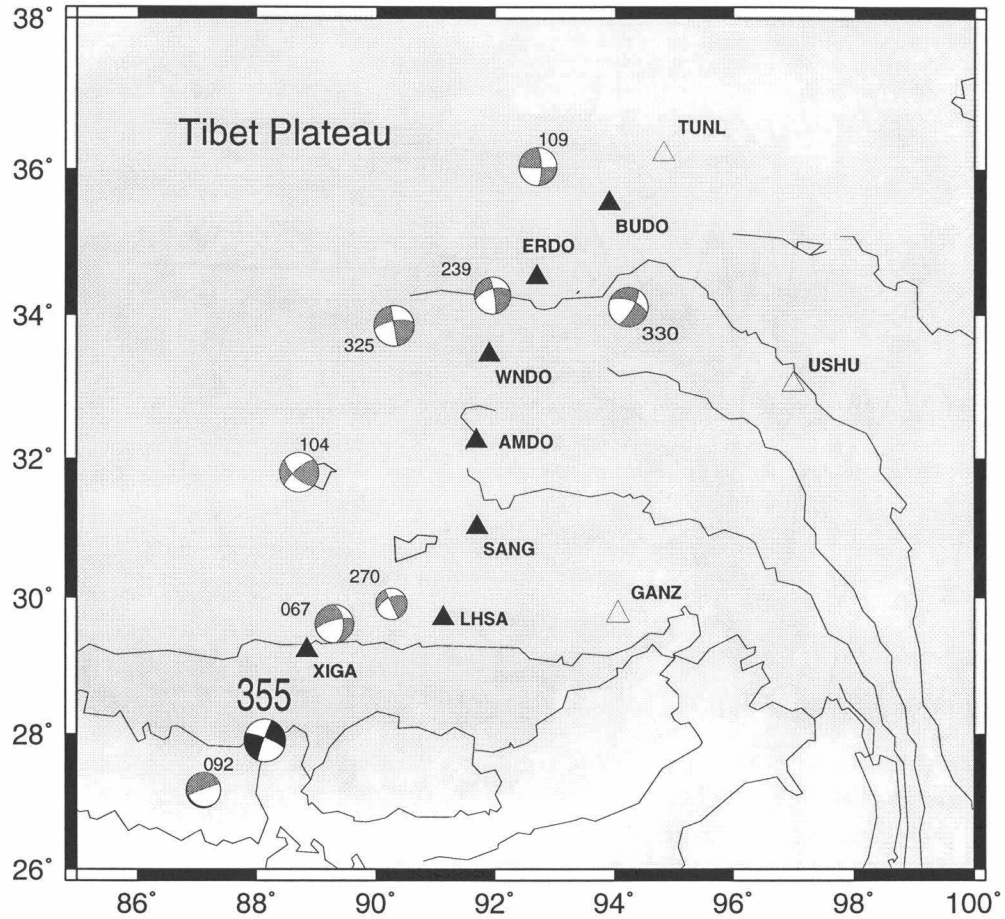 38°
Tibet Plateau
109
TUNL
36°
BUDO
ERDO
239
34°
325
330
WNDO
USHU
104
AMDO
32°
SANG
270
067
GANZ
30°
LHSA
XIGA
355
28°
092
26°
86° 88° 90° 92° 94° 96° 98° 100°